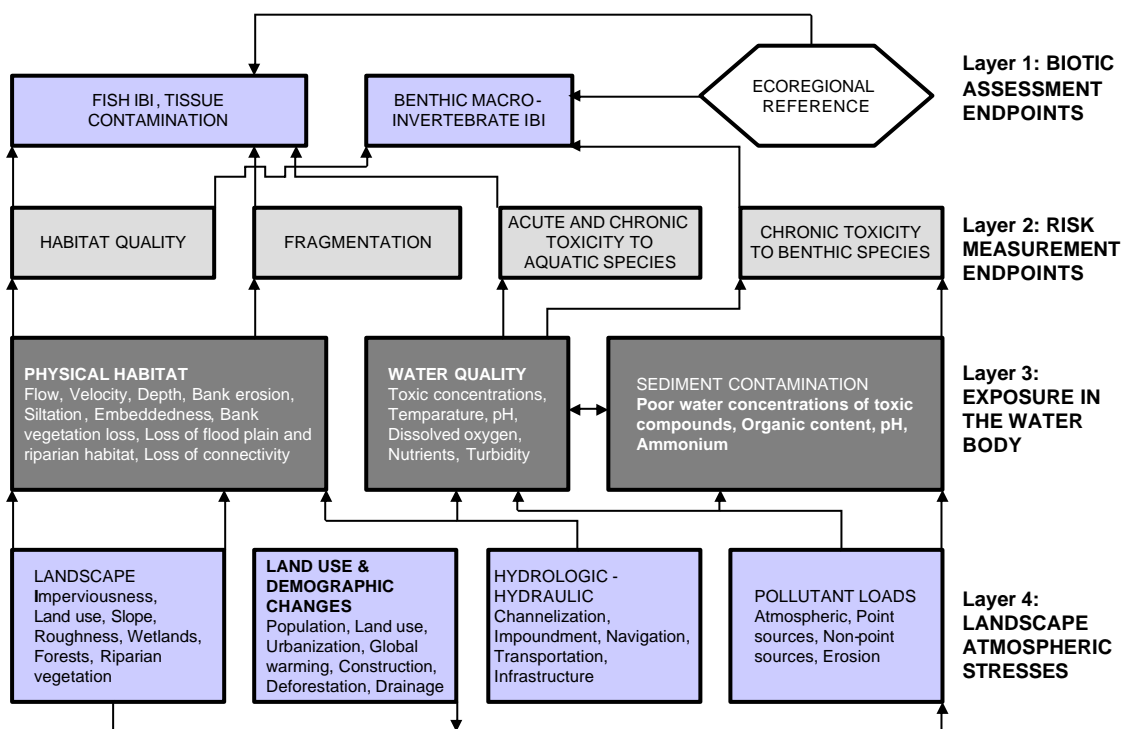 FISH IBI, TISSUE
CONTAMINATION
BENTHIC MACRO-
INVERTEBRATE IBI
ECOREGIONAL
REFERENCE
Layer 1: BIOTIC
ASSESSMENT
ENDPOINTS
HABITAT QUALITY
FRAGMENTATION
ACUTE AND CHRONIC
TOXICITY TO
AQUATIC SPECIES
CHRONIC TOXICITY
TO BENTHIC SPECIES
Layer 2: RISK
MEASUREMENT
ENDPOINTS
PHYSICAL HABITAT
Flow, Velocity, Depth, Bank erosion,
Siltation, Embeddedness, Bank
vegetation loss, Loss of flood plain and
riparian habitat, Loss of connectivity
WATER QUALITY
Toxic concentrations,
Temparature, pH,
Dissolved oxygen,
Nutrients, Turbidity
SEDIMENT CONTAMINATION
Poor water concentrations of toxic
compounds, Organic content, pH,
Ammonium
Layer 3:
EXPOSURE IN
THE WATER
BODY
LANDSCAPE
Imperviousness,
Land use, Slope,
Roughness, Wetlands,
Forests, Riparian
vegetation
LAND USE &
DEMOGRAPHIC
CHANGES
Population, Land use,
Urbanization, Global
warming, Construction,
Deforestation, Drainage
HYDROLOGIC -
HYDRAULIC
Channelization,
Impoundment, Navigation,
Transportation,
Infrastructure
POLLUTANT LOADS
Atmospheric, Point
sources, Non-point
sources, Erosion
Layer 4:
LANDSCAPE
ATMOSPHERIC
STRESSES